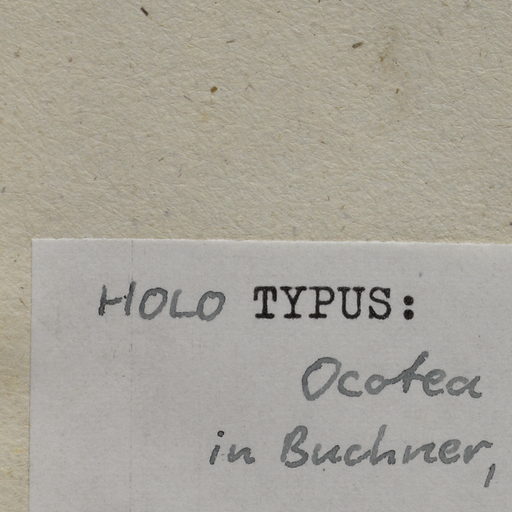 HOLO TYPUS:
Ocotea
in Buchner,